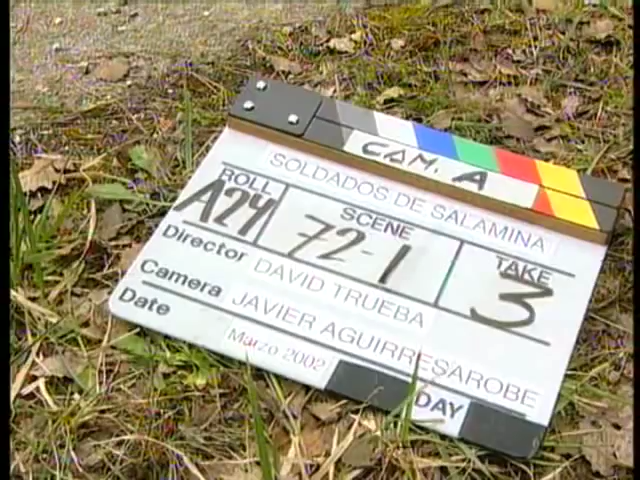 CAM. A
SOLDADOS DE SALAMINA
ROLL SCENE TAKE
A24 72-1 3
Director DAVID TRUEBA
Camera JAVIER AGUIRRESAROBE
Date Marzo 2002
DAY